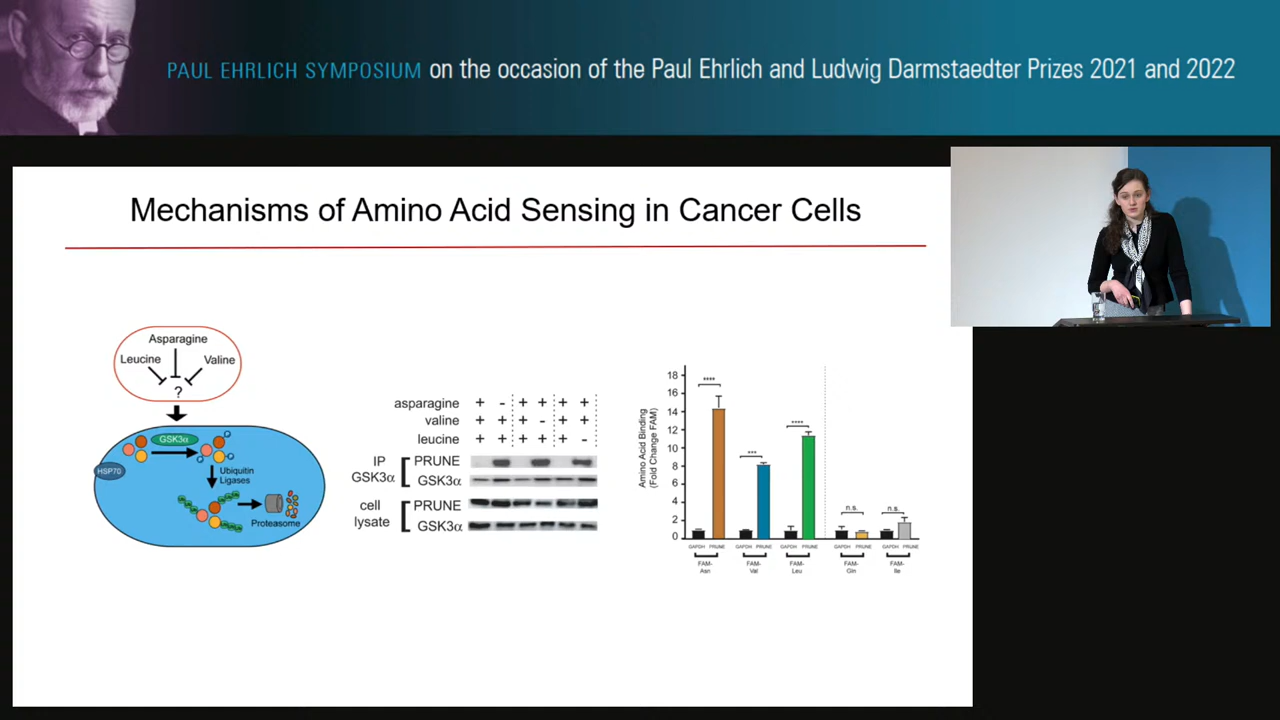 PAUL EHRLICH SYMPOSIUM on the occasion of the Paul Ehrlich and Ludwig Darmstaedter Prizes 2021 and 2022
Mechanisms of Amino Acid Sensing in Cancer Cells
Asparagine
Leucine
Valine
?
GSK3α
HSP70
P
P
P
Ubiquitin
Ligases
Proteasome
asparagine + - + + + +
valine + + + - + +
leucine + + + + + -
IP
GSK3α
PRUNE
GSK3α
cell
lysate
PRUNE
GSK3α
Amino Acid Binding
(Fold Change FAM)
18
16
14
12
10
8
6
4
2
0
****
***
****
n.s.
n.s.
GAPDH PRUNE GAPDH PRUNE GAPDH PRUNE GAPDH PRUNE GAPDH PRUNE
FAM-
Asn
FAM-
Val
FAM-
Leu
FAM-
Gln
FAM-
Ile